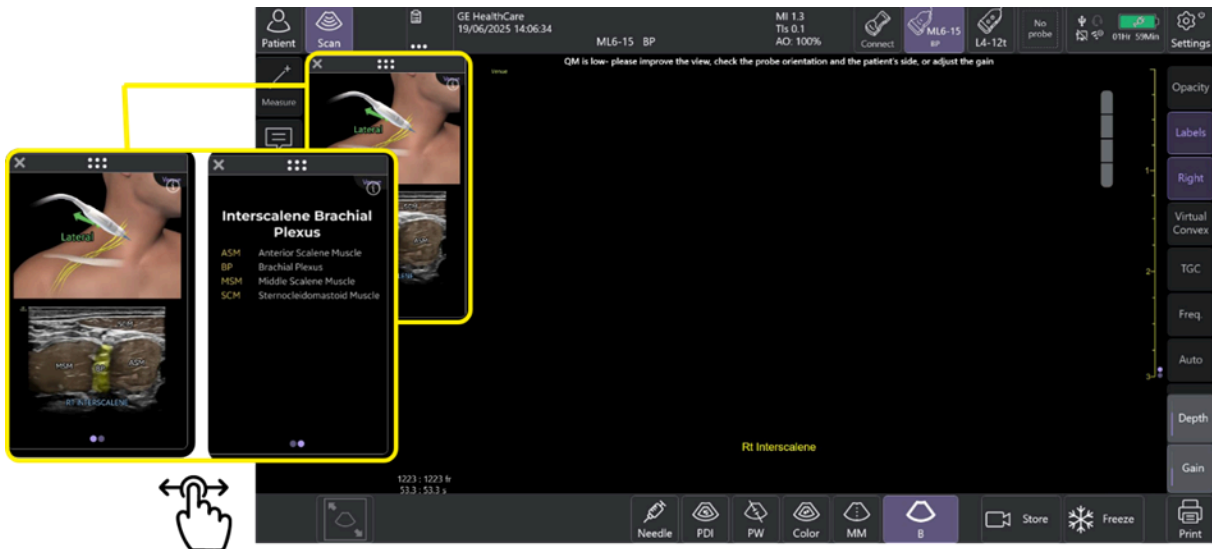 Patient
Scan
GE HealthCare
19/06/2025 14:06:34
ML6-15 BP
MI 1.3
TIs 0.1
AO: 100%
Connect
ML6-15
BP
L4-12t
No
probe
01Hr 59Min
Settings
QM is low- please improve the view, check the probe orientation and the patient's side, or adjust the gain
Venue
Measure
Lateral
ASM
Opacity
Labels
Right
Virtual
Convex
TGC
Freq.
Auto
Depth
Gain
1-
2-
3-
Venue
Lateral
SCM
MSM
BP
ASM
RT INTERSCALENE
Venue
Interscalene Brachial
Plexus
ASM Anterior Scalene Muscle
BP Brachial Plexus
MSM Middle Scalene Muscle
SCM Sternocleidomastoid Muscle
Rt Interscalene
1223 : 1223 fr
53.3 : 53.3 s
Needle
PDI
PW
Color
MM
B
Store
Freeze
Print